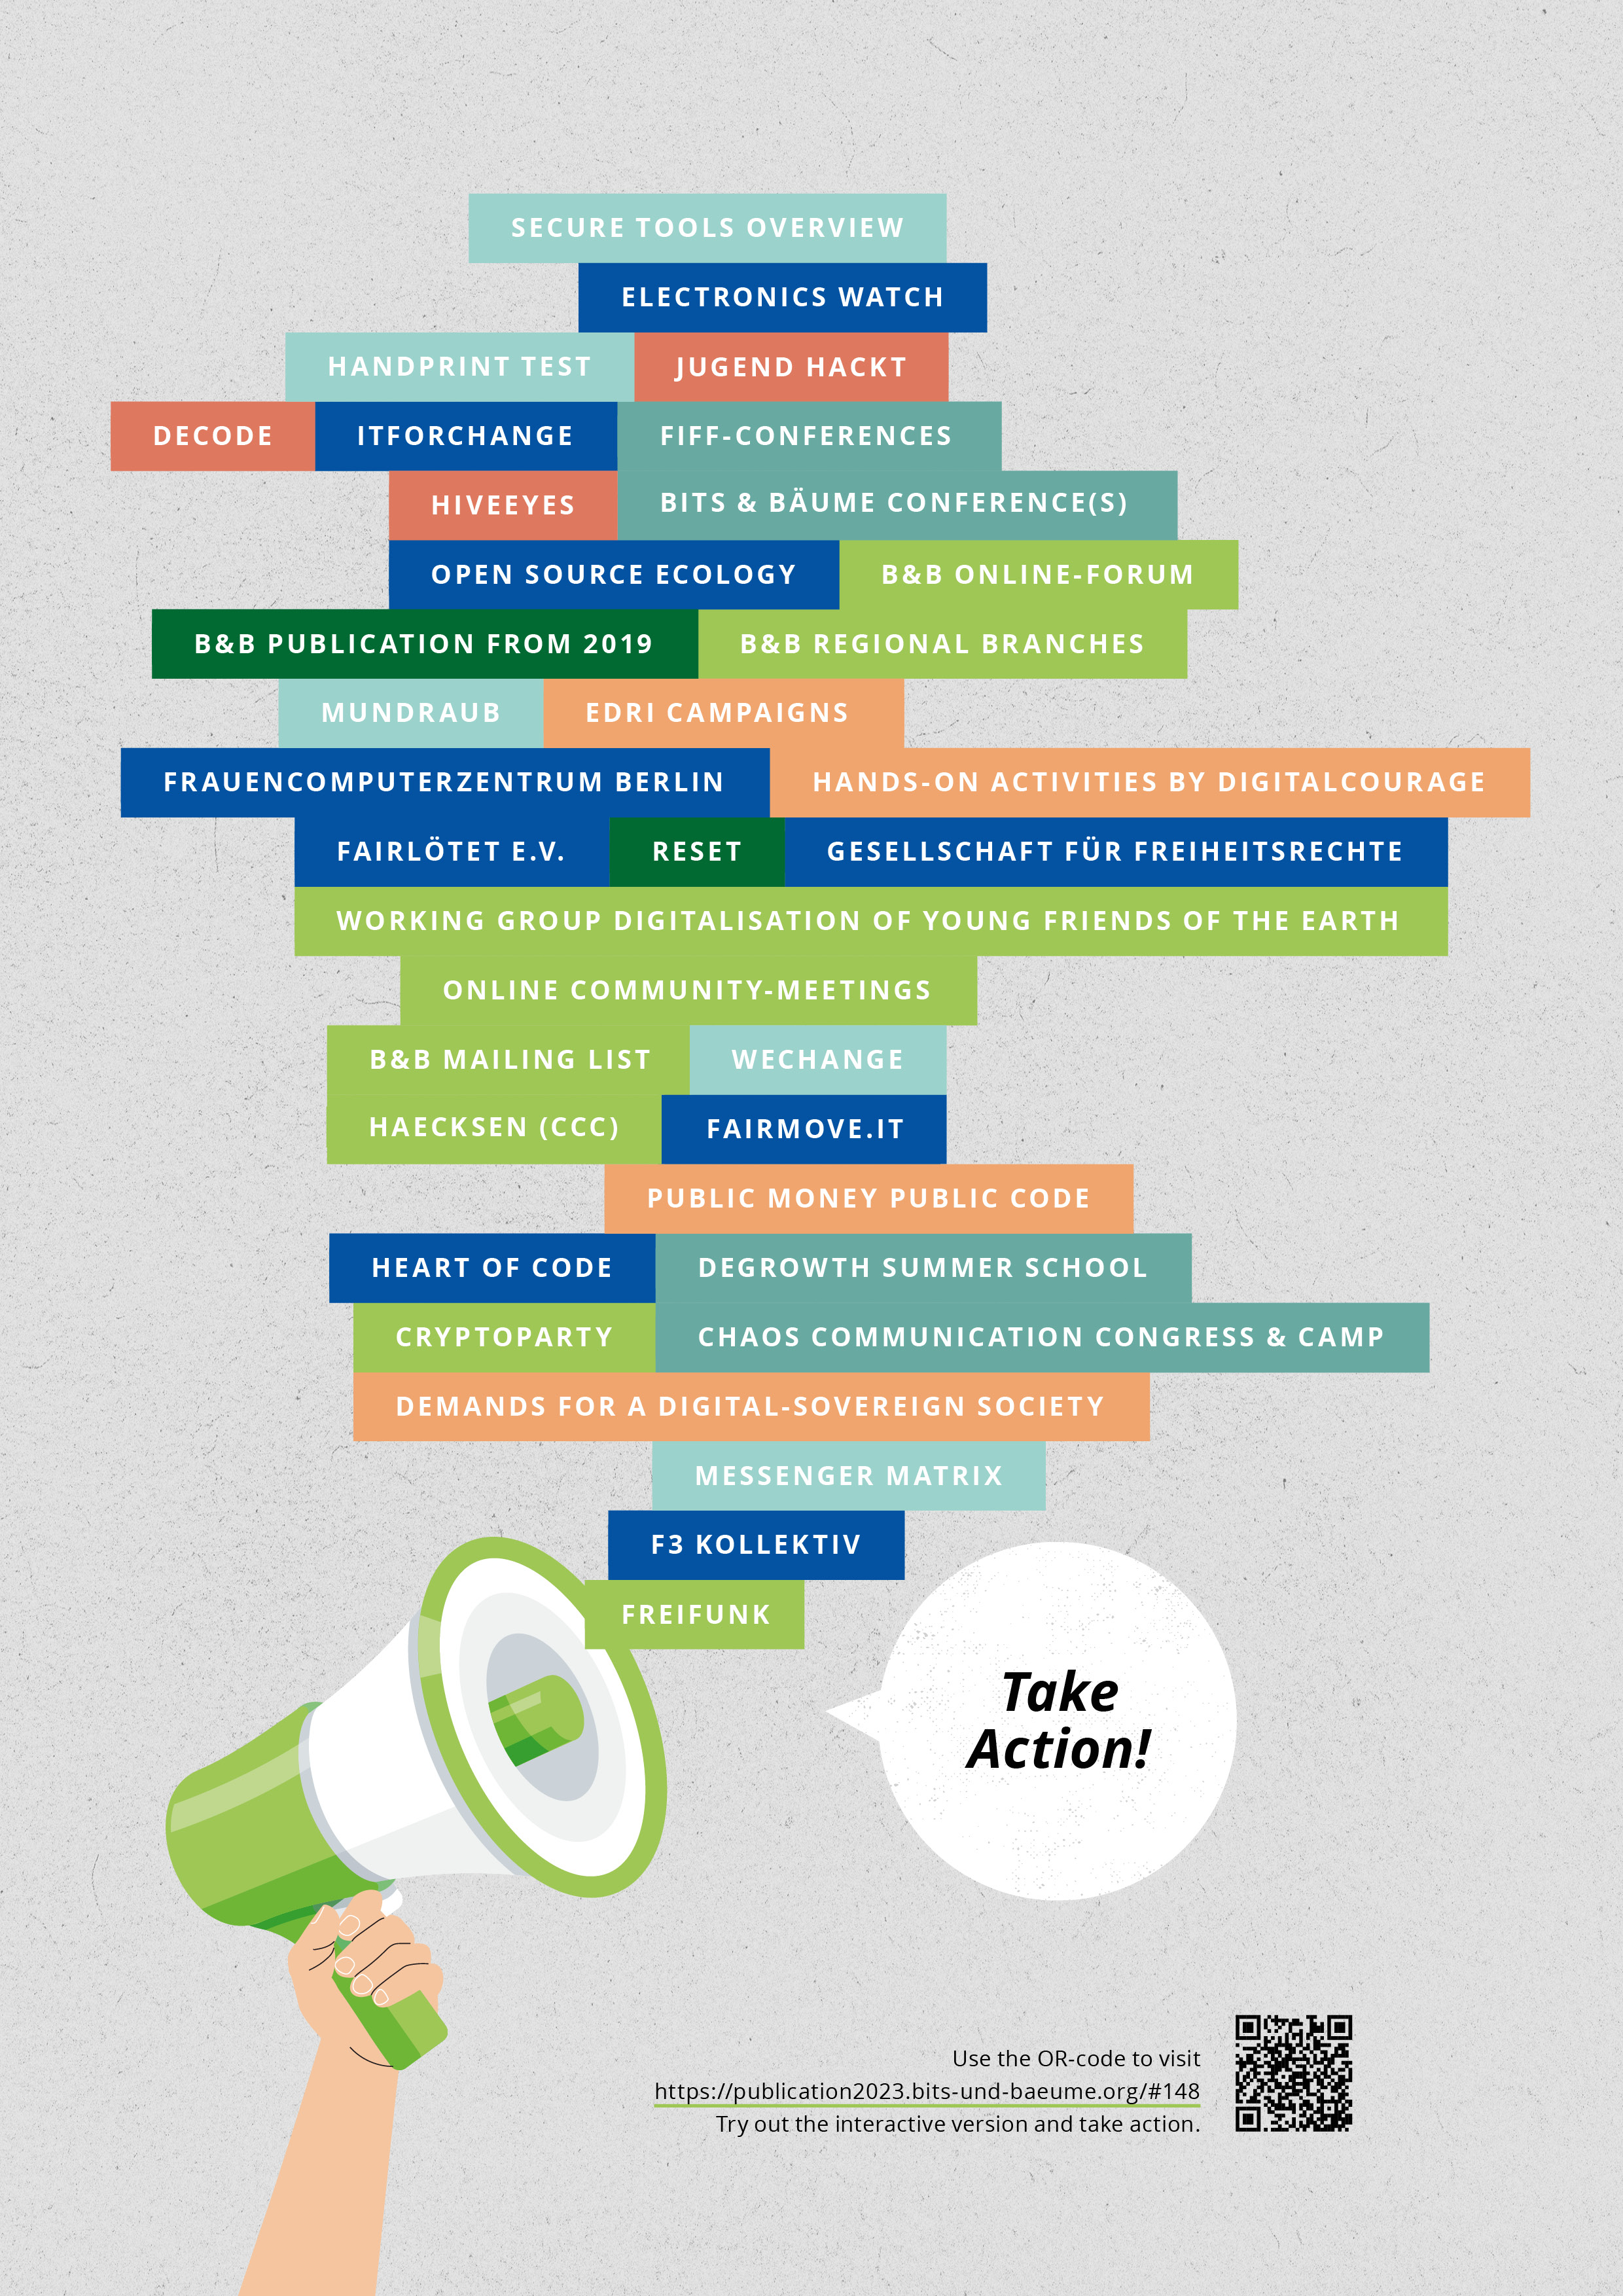 SECURE TOOLS OVERVIEW
ELECTRONICS WATCH
HANDPRINT TEST JUGEND HACKT
DECODE ITFORCHANGE FIFF-CONFERENCES
HIVEEYES BITS & BÄUME CONFERENCE(S)
OPEN SOURCE ECOLOGY B&B ONLINE-FORUM
B&B PUBLICATION FROM 2019 B&B REGIONAL BRANCHES
MUNDRAUB EDRI CAMPAIGNS
FRAUENCOMPUTERZENTRUM BERLIN HANDS-ON ACTIVITIES BY DIGITALCOURAGE
FAIRLÖTET E.V. RESET GESELLSCHAFT FÜR FREIHEITSRECHTE
WORKING GROUP DIGITALISATION OF YOUNG FRIENDS OF THE EARTH
ONLINE COMMUNITY-MEETINGS
B&B MAILING LIST WECHANGE
HAECKSEN (CCC) FAIRMOVE.IT
PUBLIC MONEY PUBLIC CODE
HEART OF CODE DEGROWTH SUMMER SCHOOL
CRYPTOPARTY CHAOS COMMUNICATION CONGRESS & CAMP
DEMANDS FOR A DIGITAL-SOVEREIGN SOCIETY
MESSENGER MATRIX
F3 KOLLEKTIV
FREIFUNK
Take
Action!
Use the OR-code to visit
https://publication2023.bits-und-baeume.org/#148
Try out the interactive version and take action.